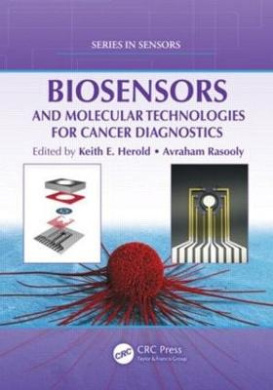 SERIES IN SENSORS
BIOSENSORS
AND MOLECULAR TECHNOLOGIES
FOR CANCER DIAGNOSTICS
Edited by Keith E. Herold • Avraham Rasooly
CRC
CRC Press
Taylor & Francis Group